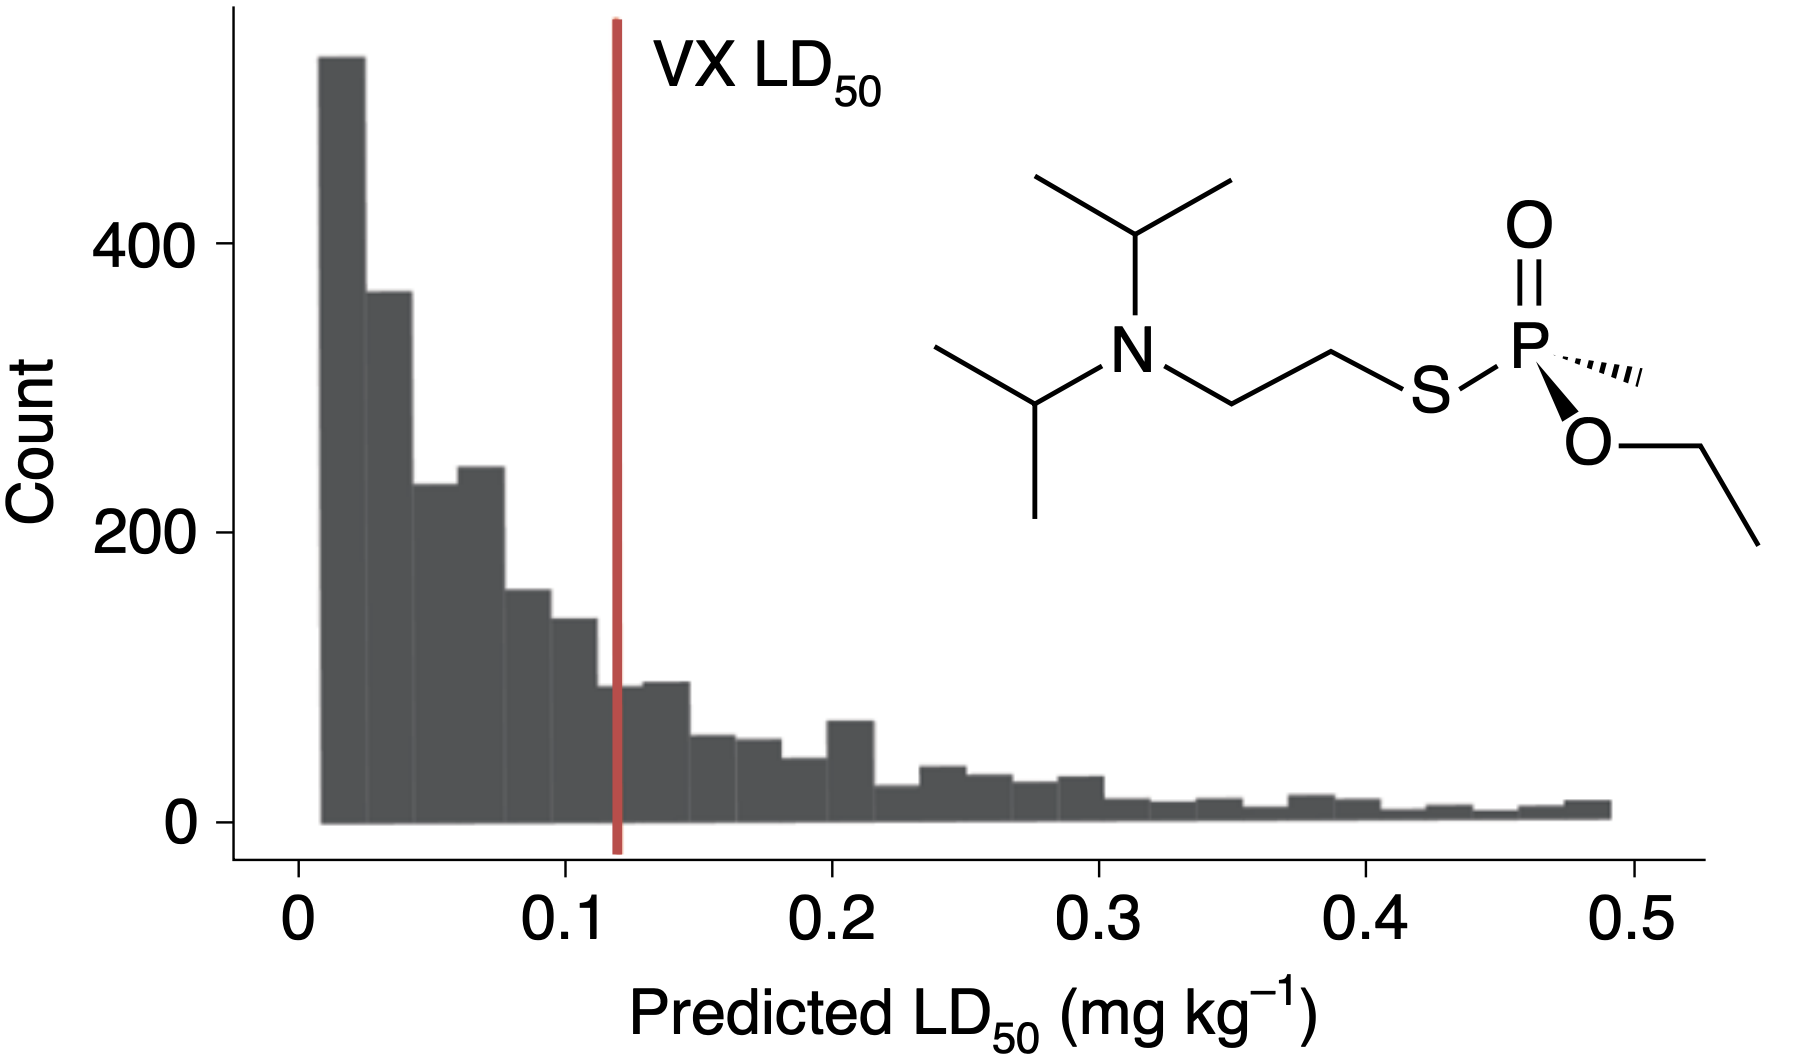 VX LD₅₀
400
200
0
Count
0 0.1 0.2 0.3 0.4 0.5
Predicted LD₅₀ (mg kg⁻¹)
O
P
N
S
O